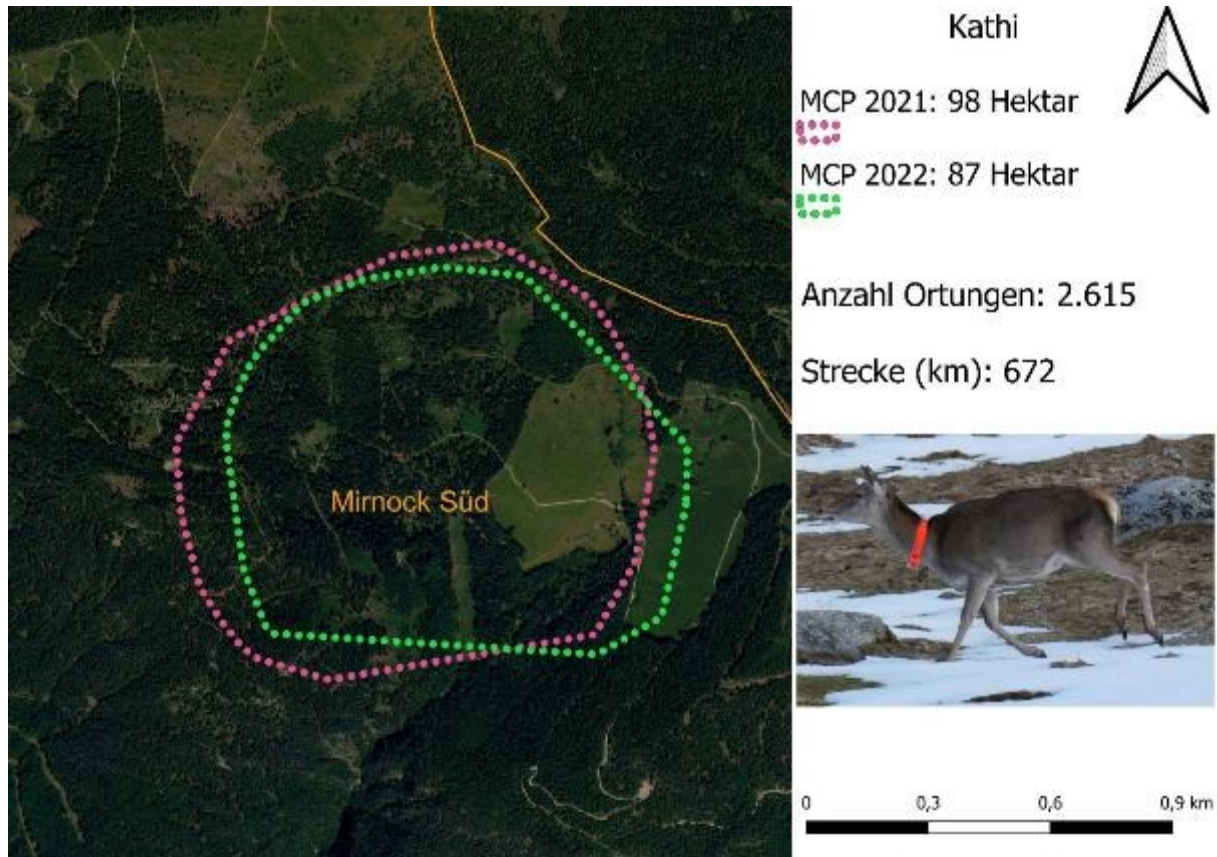 Kathi
MCP 2021: 98 Hektar
MCP 2022: 87 Hektar
Anzahl Ortungen: 2.615
Strecke (km): 672
Mirnock Süd
0 0,3 0,6 0,9 km